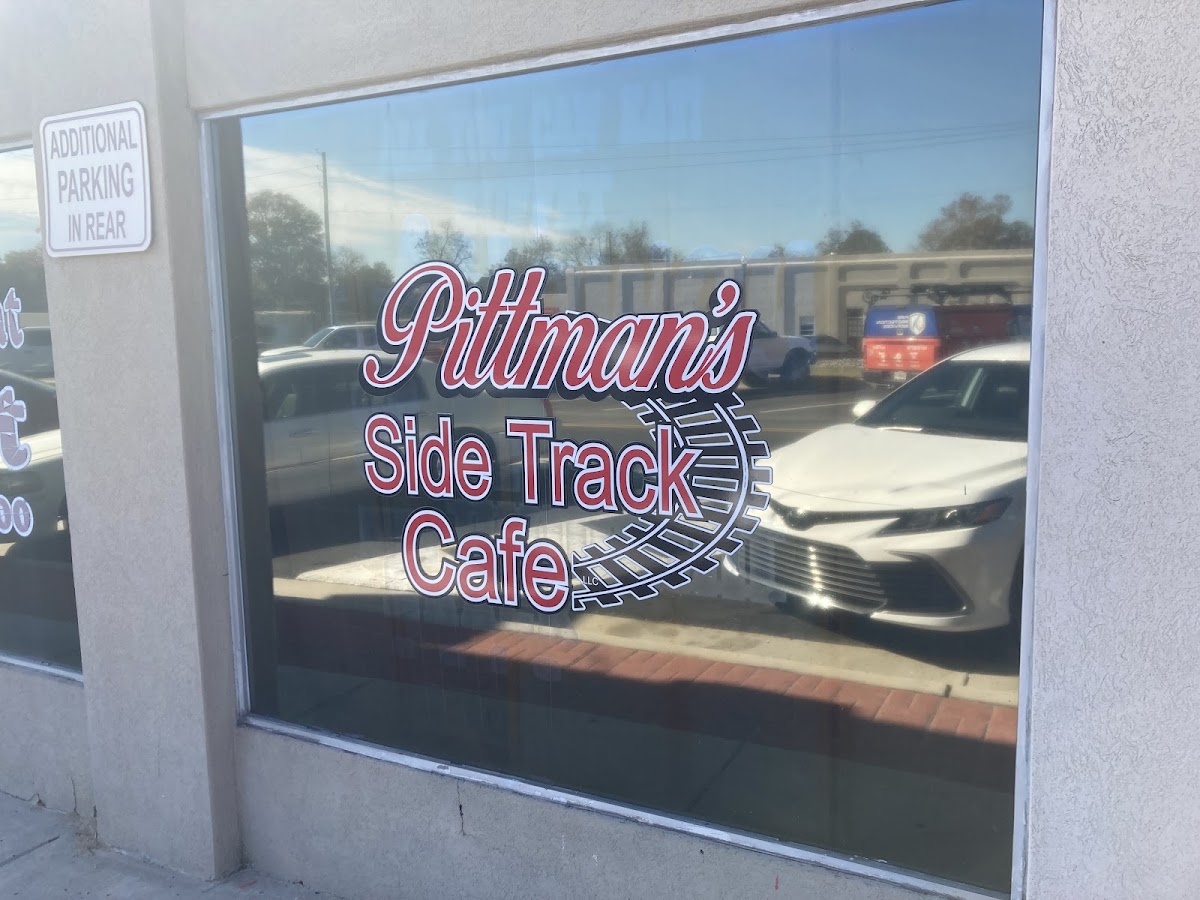 ADDITIONAL
PARKING
IN REAR
Pittman's
Side Track
Cafe
LLC